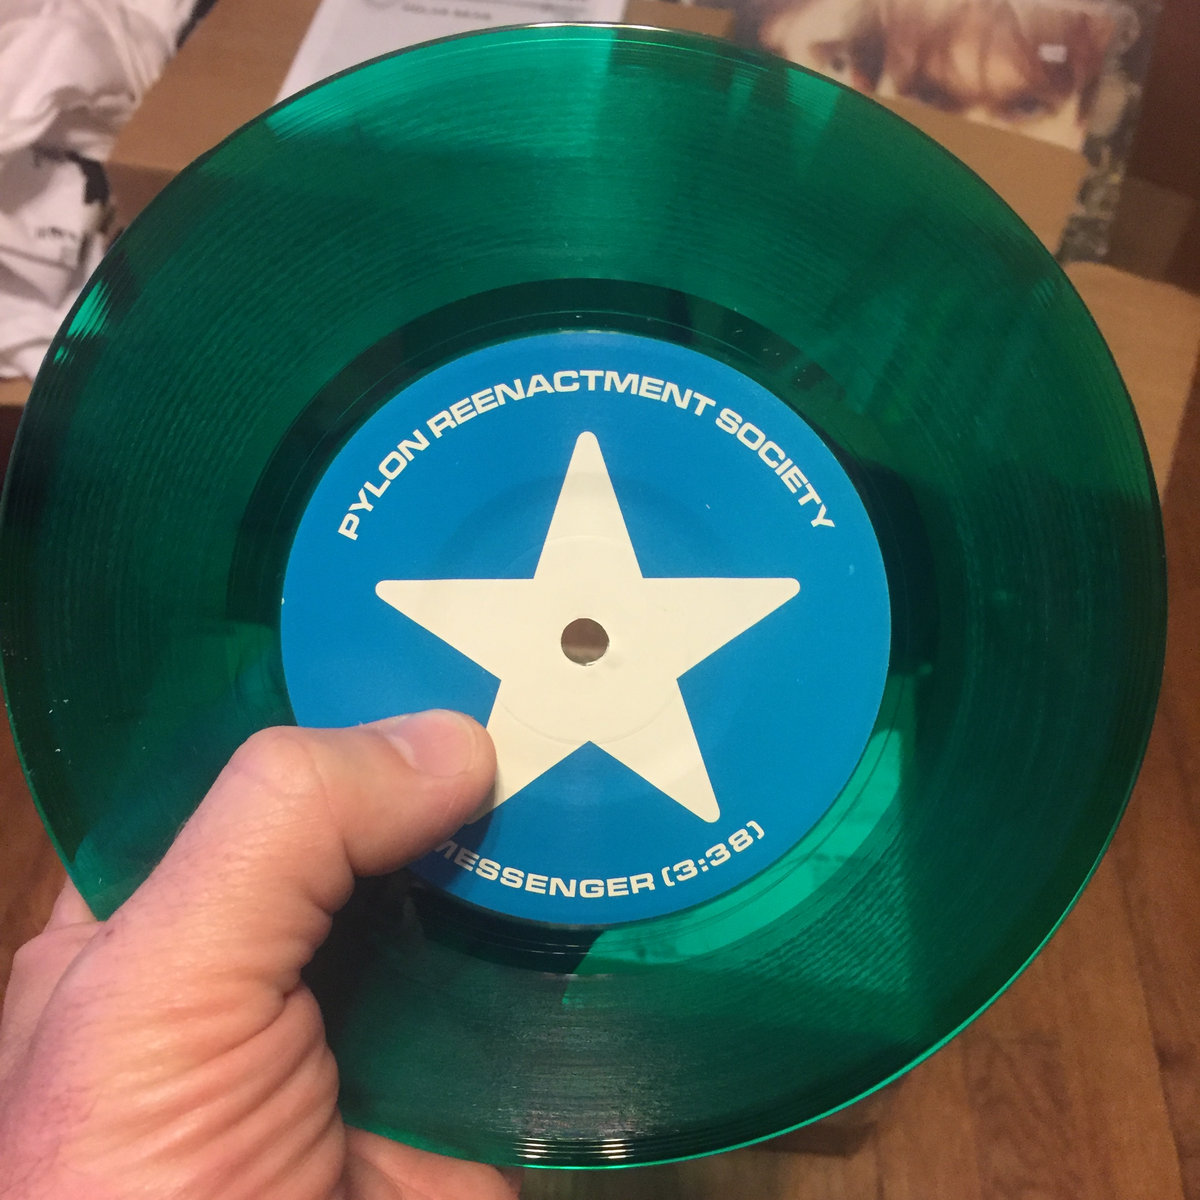 PYLON REENACTMENT SOCIETY
MESSENGER (3:38)